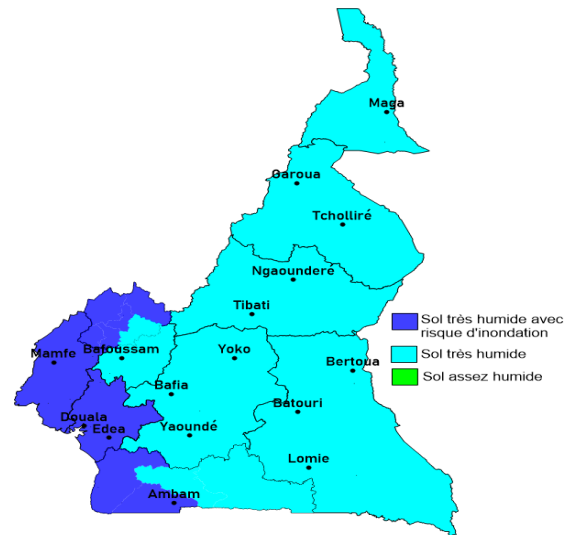 Maga
Garoua
Tcholliré
Ngaounderé
Tibati
Sol très humide avec
risque d'inondation
Mamfe
Bafoussam
Yoko
Sol très humide
Bertoua
Sol assez humide
Bafia
Batouri
Douala
Edea
Yaoundé
Lomie
Ambam